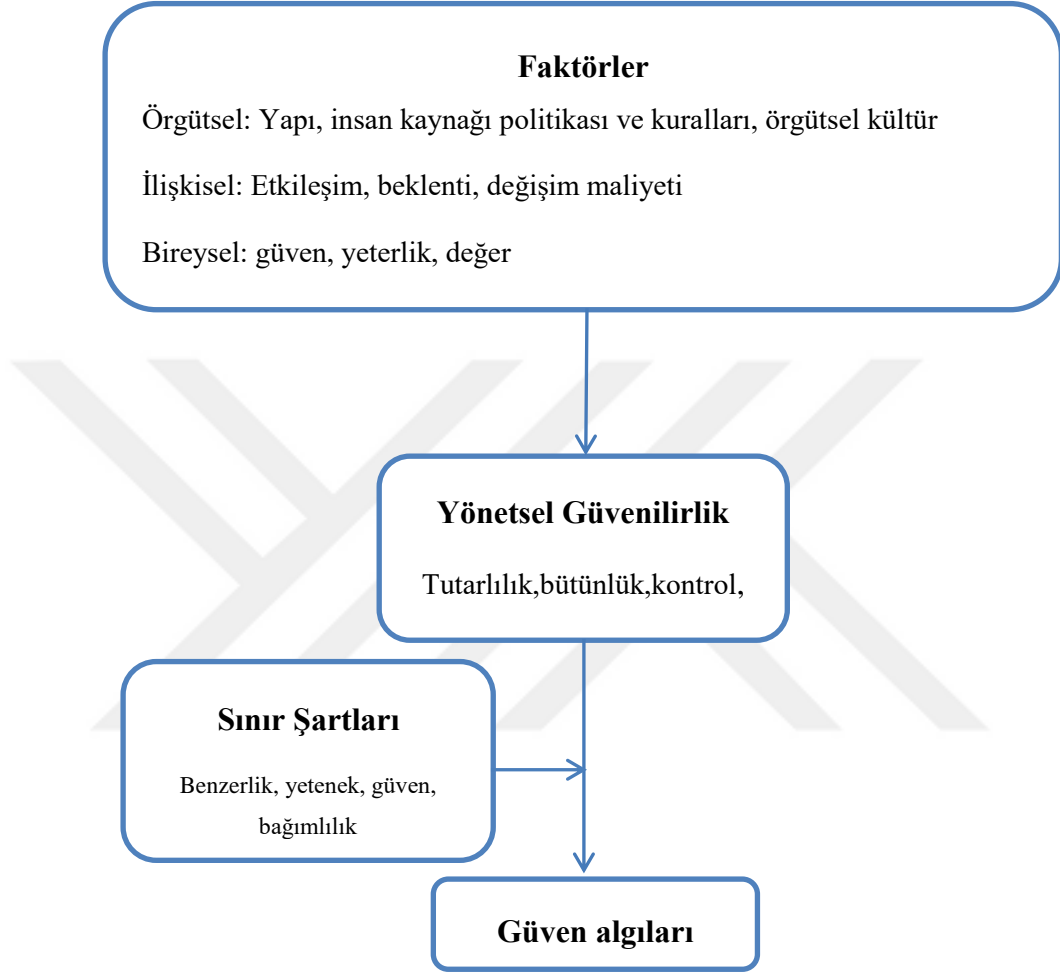 Faktörler
Örgütsel: Yapı, insan kaynağı politikası ve kuralları, örgütsel kültür
İlişkisel: Etkileşim, beklenti, değişim maliyeti
Bireysel: güven, yeterlik, değer
Yönetsel Güvenilirlik
Tutarlılık,bütünlük,kontrol,
Sınır Şartları
Benzerlik, yetenek, güven,
bağımlılık
Güven algıları